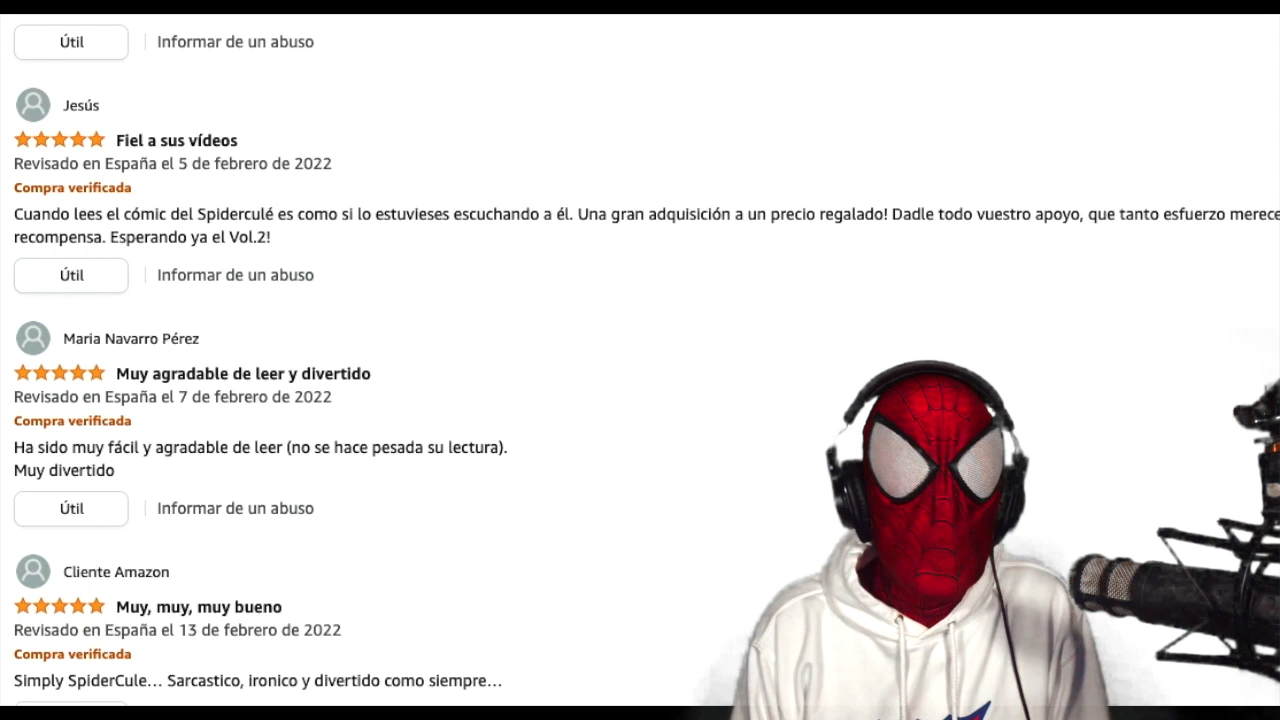 Útil
Informar de un abuso
Jesús
Fiel a sus vídeos
Revisado en España el 5 de febrero de 2022
Compra verificada
Cuando lees el cómic del Spiderculé es como si lo estuvieses escuchando a él. Una gran adquisición a un precio regalado! Dadle todo vuestro apoyo, que tanto esfuerzo merece
recompensa. Esperando ya el Vol.2!
Útil
Informar de un abuso
Maria Navarro Pérez
Muy agradable de leer y divertido
Revisado en España el 7 de febrero de 2022
Compra verificada
Ha sido muy fácil y agradable de leer (no se hace pesada su lectura).
Muy divertido
Útil
Informar de un abuso
Cliente Amazon
Muy, muy, muy bueno
Revisado en España el 13 de febrero de 2022
Compra verificada
Simply SpiderCule... Sarcastico, ironico y divertido como siempre...